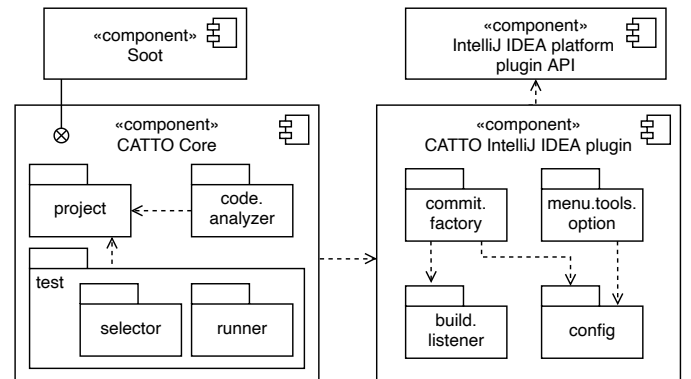 «component»
Soot
«component»
IntelliJ IDEA platform
plugin API
«component»
CATTO Core
project
code.
analyzer
test
selector
runner
«component»
CATTO IntelliJ IDEA plugin
commit.
factory
menu.tools.
option
build.
listener
config